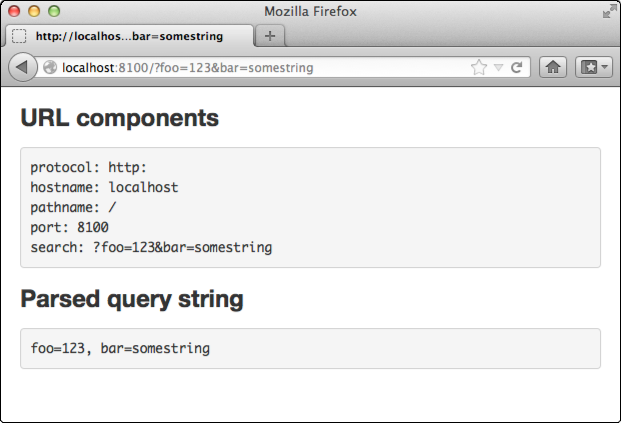 Mozilla Firefox
http://localhos...bar=somestring
localhost:8100/?foo=123&bar=somestring
URL components
protocol: http:
hostname: localhost
pathname: /
port: 8100
search: ?foo=123&bar=somestring
Parsed query string
foo=123, bar=somestring